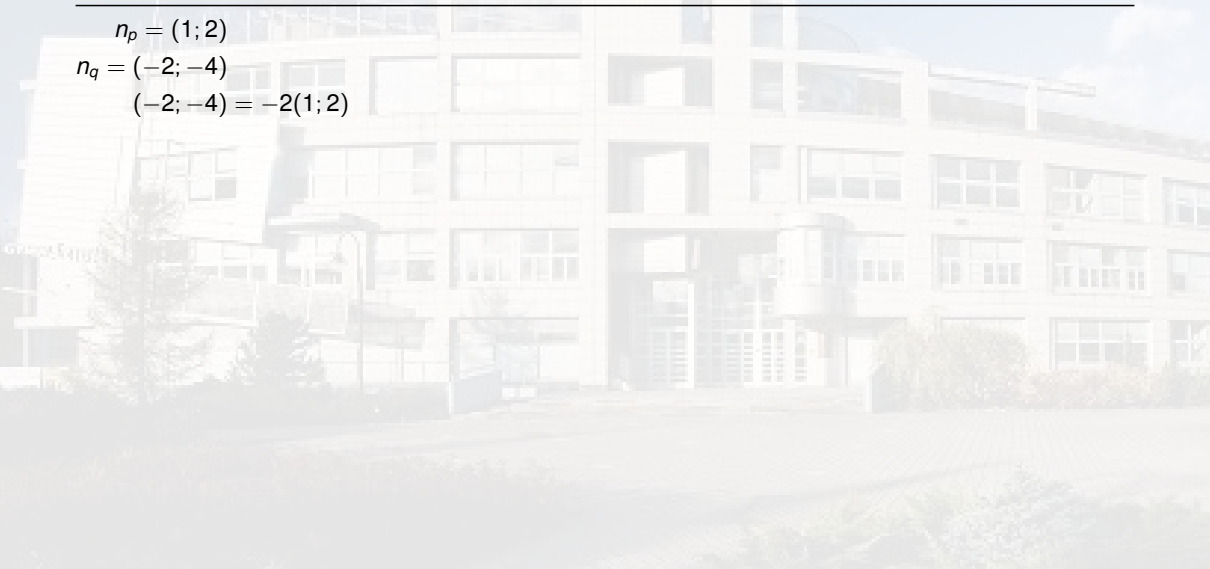 n_p = (1; 2)
n_q = (−2; −4)
(−2; −4) = −2(1; 2)